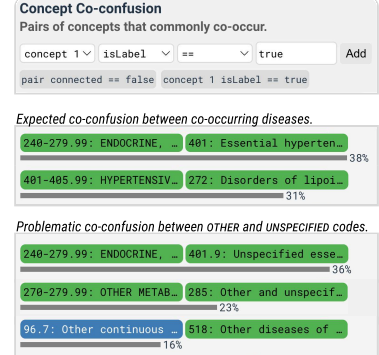 Concept Co-confusion
Pairs of concepts that commonly co-occur.
concept 1 isLabel == true Add
pair connected == false concept 1 isLabel == true
Expected co-confusion between co-occurring diseases.
240-279.99: ENDOCRINE, … 401: Essential hyperten…
38%
401-405.99: HYPERTENSIV… 272: Disorders of lipoi…
31%
Problematic co-confusion between OTHER and UNSPECIFIED codes.
240-279.99: ENDOCRINE, … 401.9: Unspecified esse…
36%
270-279.99: OTHER METAB… 285: Other and unspecif…
23%
96.7: Other continuous … 518: Other diseases of …
16%